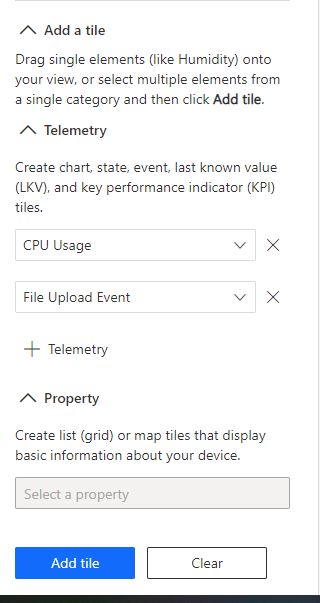 Add a tile
Drag single elements (like Humidity) onto
your view, or select multiple elements from
a single category and then click Add tile.
Telemetry
Create chart, state, event, last known value
(LKV), and key performance indicator (KPI)
tiles.
CPU Usage
File Upload Event
Telemetry
Property
Create list (grid) or map tiles that display
basic information about your device.
Select a property
Add tile
Clear